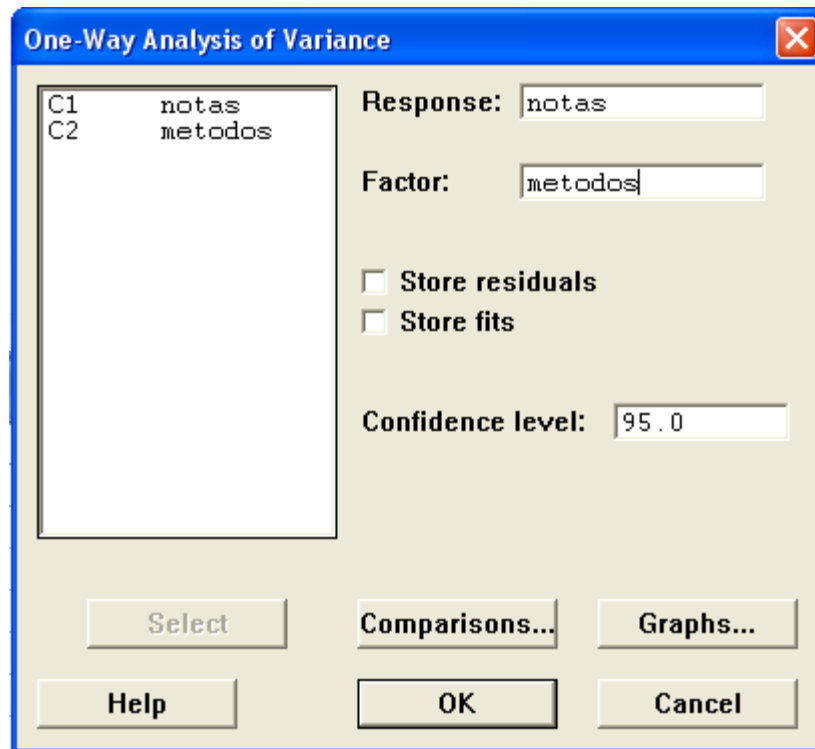 One-Way Analysis of Variance
C1 notas
C2 metodos
Response: notas
Factor: metodos
Store residuals
Store fits
Confidence level: 95.0
Select Comparisons... Graphs...
Help OK Cancel